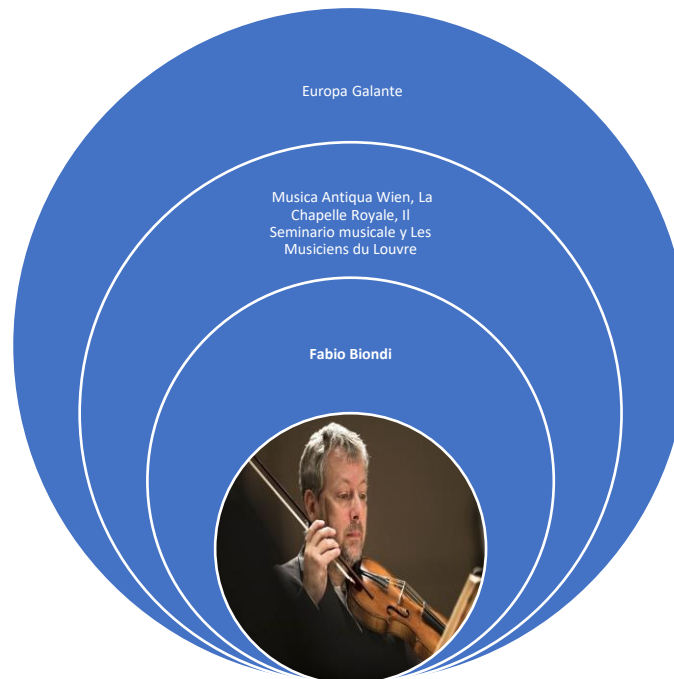 Europa Galante
Musica Antiqua Wien, La
Chapelle Royale, Il
Seminario musicale y Les
Musiciens du Louvre
Fabio Biondi